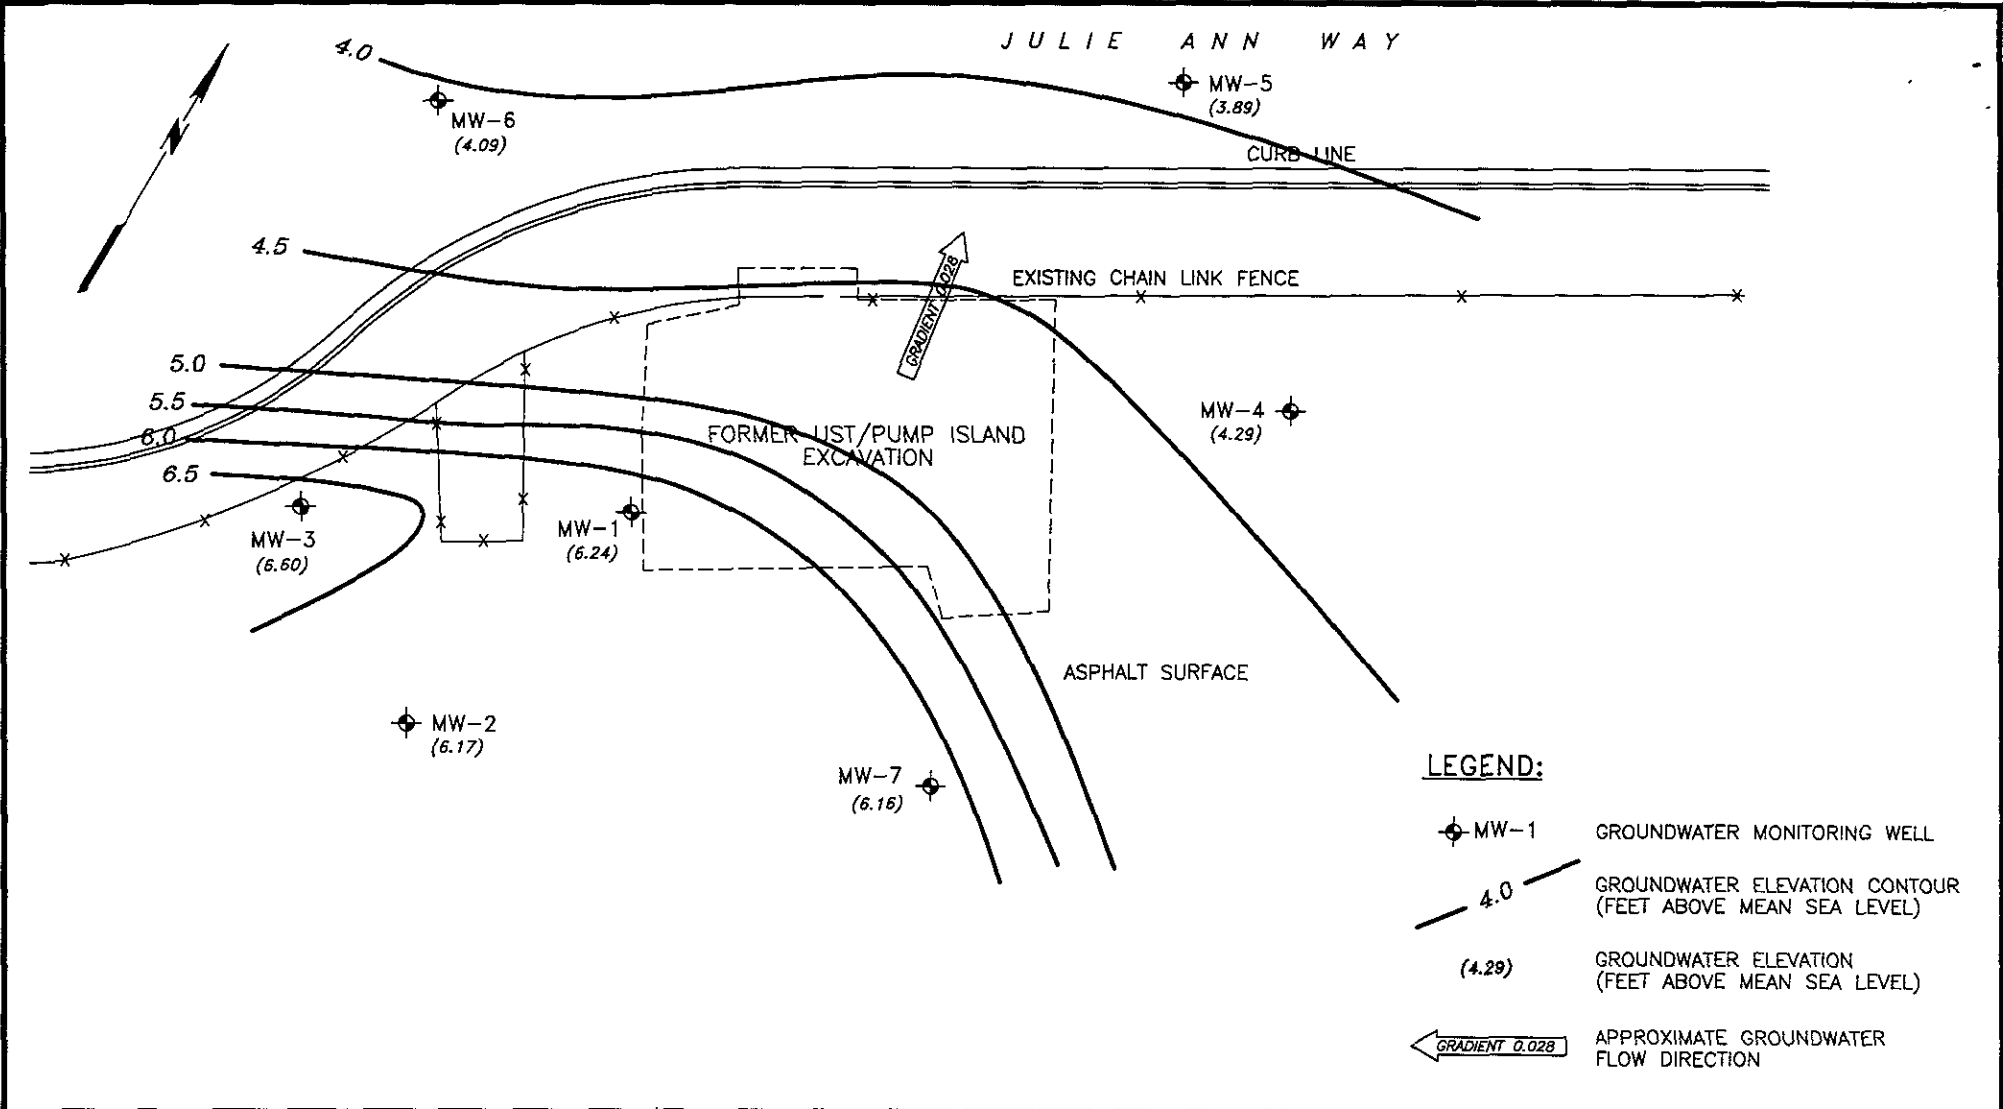 JULIE ANN WAY
4.0
MW-5
(3.89)
MW-6
(4.09)
N
CURB LINE
4.5
GRADIENT 0.028
EXISTING CHAIN LINK FENCE
5.0
5.5
6.0
6.5
FORMER UST/PUMP ISLAND
EXCAVATION
MW-4
(4.29)
MW-3
(6.60)
MW-1
(6.24)
ASPHALT SURFACE
MW-2
(6.17)
MW-7
(6.16)
LEGEND:
MW-1 GROUNDWATER MONITORING WELL
4.0 GROUNDWATER ELEVATION CONTOUR
(FEET ABOVE MEAN SEA LEVEL)
(4.29) GROUNDWATER ELEVATION
(FEET ABOVE MEAN SEA LEVEL)
GRADIENT 0.028 APPROXIMATE GROUNDWATER
FLOW DIRECTION